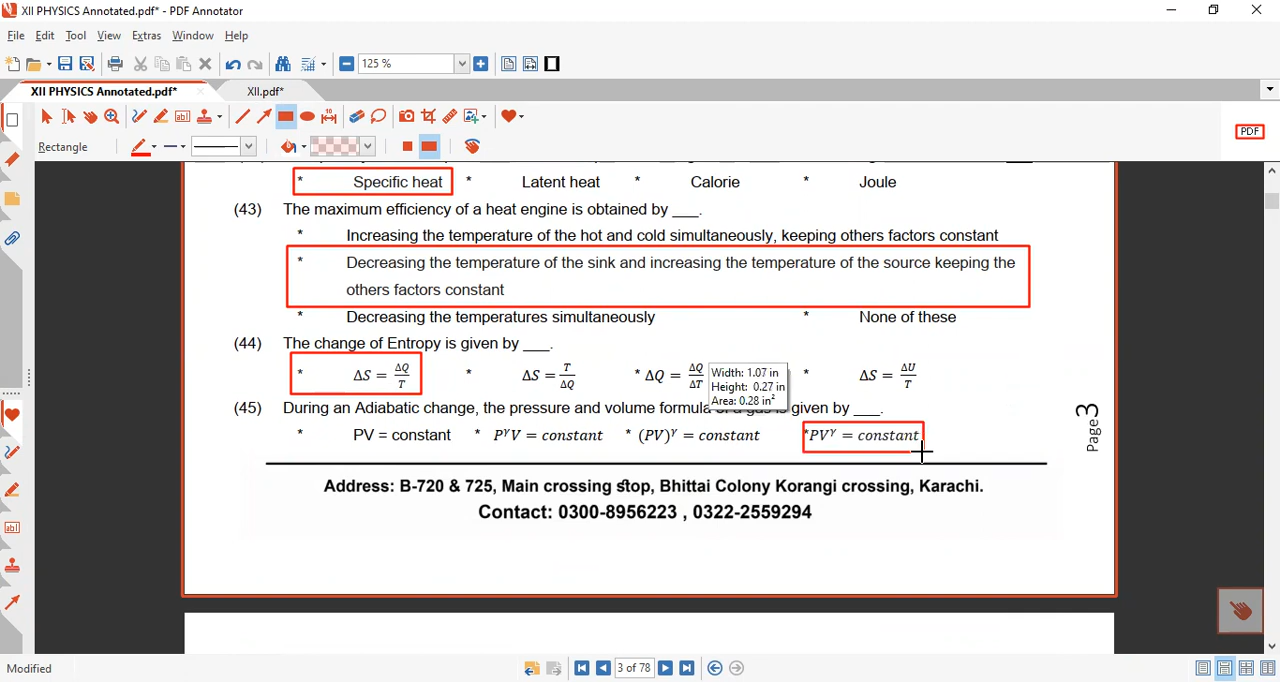 XII PHYSICS Annotated.pdf* - PDF Annotator
File Edit Tool View Extras Window Help
125 %
XII PHYSICS Annotated.pdf* XII.pdf*
PDF
Rectangle
* Specific heat * Latent heat * Calorie * Joule
(43) The maximum efficiency of a heat engine is obtained by ___.
* Increasing the temperature of the hot and cold simultaneously, keeping others factors constant
* Decreasing the temperature of the sink and increasing the temperature of the source keeping the
others factors constant
* Decreasing the temperatures simultaneously * None of these
(44) The change of Entropy is given by ___.
* ΔS = ΔQ/T * ΔS = T/ΔQ * ΔQ = ΔQ/ΔT * ΔS = ΔU/T
Width: 1.07 in
Height: 0.27 in
Area: 0.28 in²
(45) During an Adiabatic change, the pressure and volume formula of a gas is given by ___.
* PV = constant * P^γV = constant * (PV)^γ = constant * PV^γ = constant
Page3
Address: B-720 & 725, Main crossing stop, Bhittai Colony Korangi crossing, Karachi.
Contact: 0300-8956223 , 0322-2559294
Modified
3 of 78